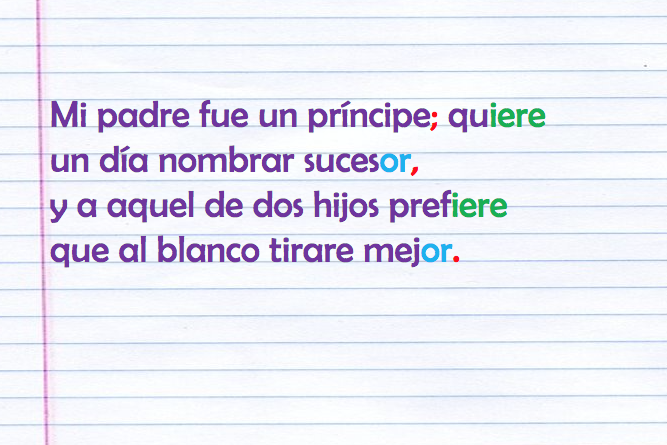 Mi padre fue un príncipe; quiere
un día nombrar sucesor,
y a aquel de dos hijos prefiere
que al blanco tirare mejor.